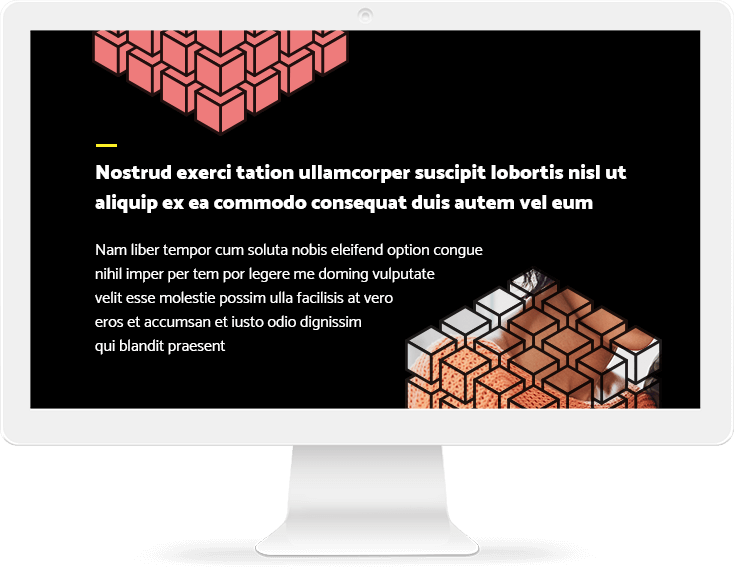 Nostrud exerci tation ullamcorper suscipit lobortis nisl ut
aliquip ex ea commodo consequat duis autem vel eum
Nam liber tempor cum soluta nobis eleifend option congue
nihil imper per tem por legere me doming vulputate
velit esse molestie possim ulla facilisis at vero
eros et accumsan et iusto odio dignissim
qui blandit praesent